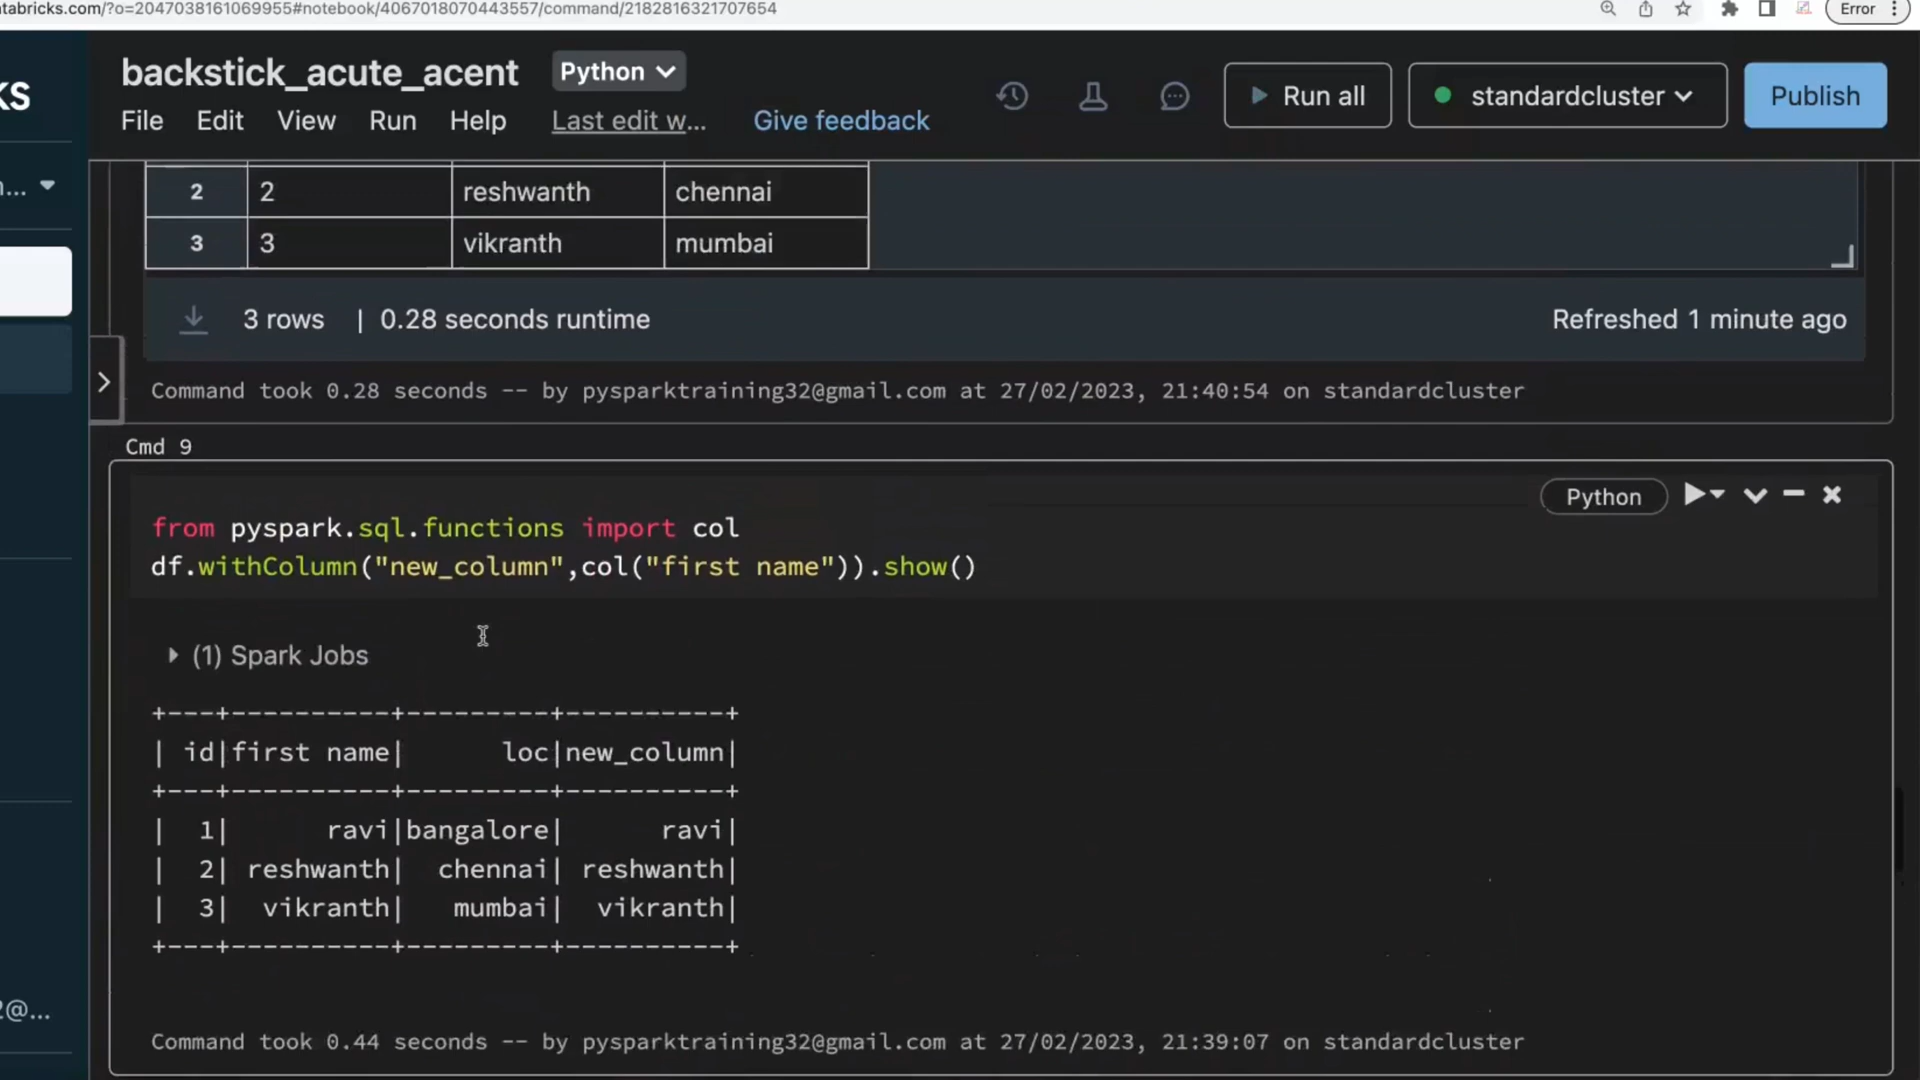 tabricks.com/?o=2047038161069955#notebook/4067018070443557/command/2182816321707654
Error
KS
backstick_acute_acent
Python
File Edit View Run Help Last edit w... Give feedback
Run all
standardcluster
Publish
n...
2 2 reshwanth chennai
3 3 vikranth mumbai
3 rows | 0.28 seconds runtime
Refreshed 1 minute ago
Command took 0.28 seconds -- by pysparktraining32@gmail.com at 27/02/2023, 21:40:54 on standardcluster
Cmd 9
Python
from pyspark.sql.functions import col
df.withColumn("new_column",col("first name")).show()
(1) Spark Jobs
+---+----------+---------+----------+
| id|first name|      loc|new_column|
+---+----------+---------+----------+
|  1|      ravi|bangalore|      ravi|
|  2| reshwanth|  chennai| reshwanth|
|  3|  vikranth|   mumbai|  vikranth|
+---+----------+---------+----------+
2@...
Command took 0.44 seconds -- by pysparktraining32@gmail.com at 27/02/2023, 21:39:07 on standardcluster